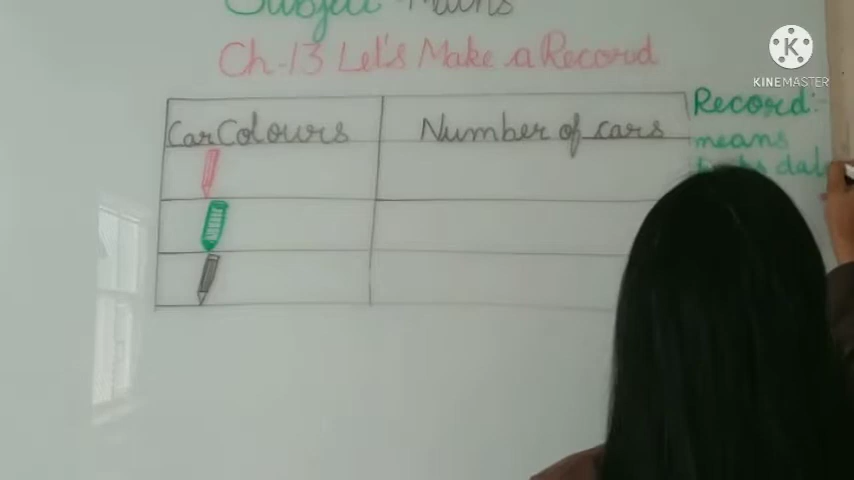 Subject - Maths
Ch-13 Let's Make a Record
Car Colours
Number of cars
Record:-
means
K
KINEMASTER